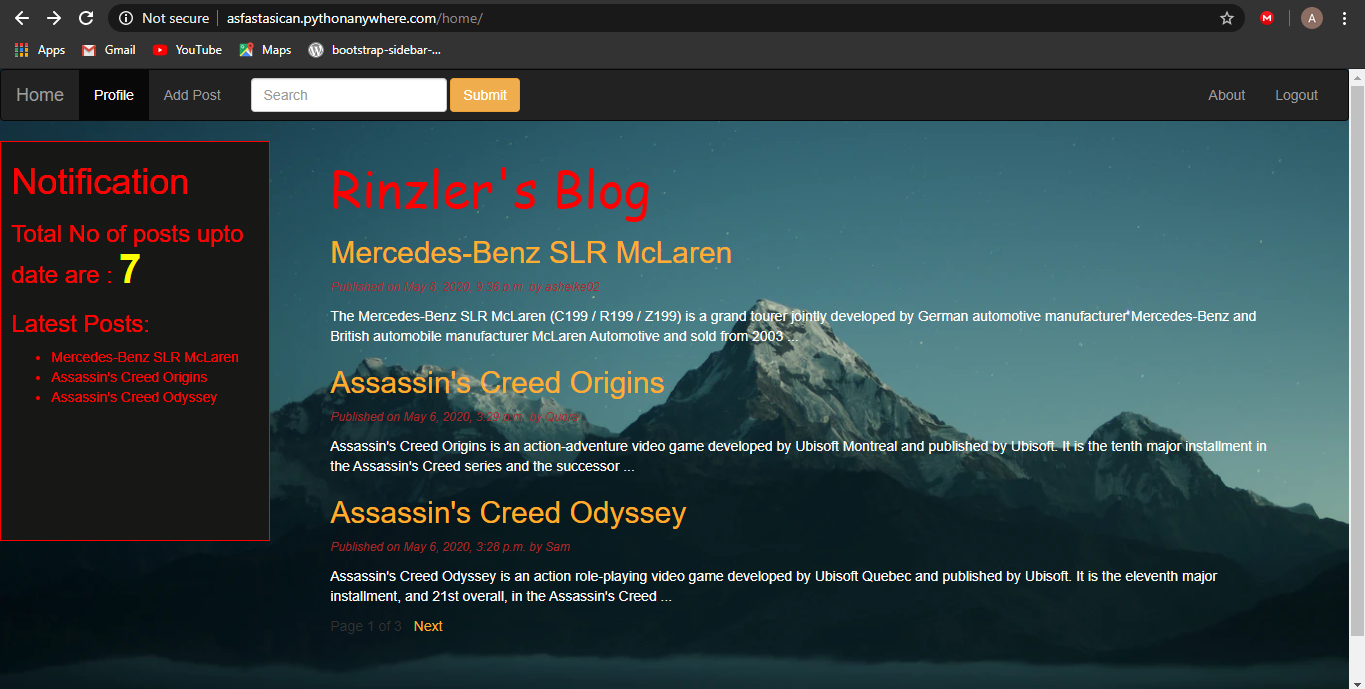 Not secure asfastasican.pythonanywhere.com/home/
A
Apps Gmail YouTube Maps bootstrap-sidebar-...
Home Profile Add Post Search Submit About Logout
Notification
Total No of posts upto
date are : 7
Latest Posts:
Mercedes-Benz SLR McLaren
Assassin's Creed Origins
Assassin's Creed Odyssey
Rinzler's Blog
Mercedes-Benz SLR McLaren
Published on May 6, 2020, p.m. by
The Mercedes-Benz SLR McLaren (C199 / R199 / Z199) is a grand tourer jointly developed by German automotive manufacturer Mercedes-Benz and
British automobile manufacturer McLaren Automotive and sold from 2003 ...
Assassin's Creed Origins
Published on May 6, 2020, 3:29 p.m. by
Assassin's Creed Origins is an action-adventure video game developed by Ubisoft Montreal and published by Ubisoft. It is the tenth major installment in
the Assassin's Creed series and the successor ...
Assassin's Creed Odyssey
Published on May 6, 2020, 3:28 p.m. by Sam
Assassin's Creed Odyssey is an action role-playing video game developed by Ubisoft Quebec and published by Ubisoft. It is the eleventh major
installment, and 21st overall, in the Assassin's Creed ...
Page 1 of 3 Next